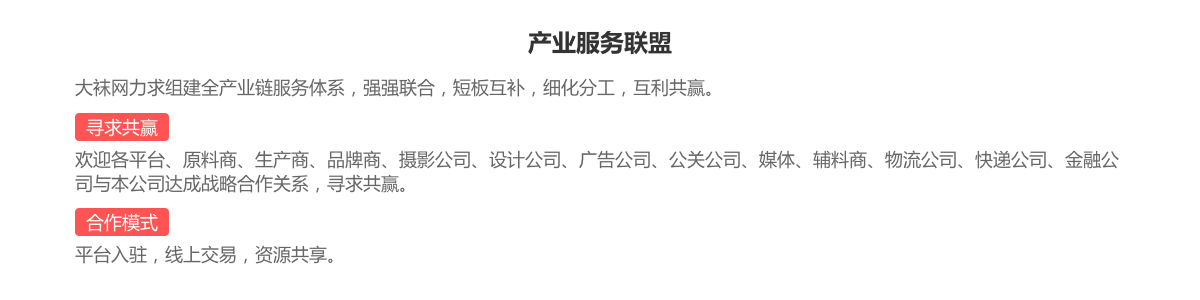 产业服务联盟
大袜网力求组建全产业链服务体系，强强联合，短板互补，细化分工，互利共赢。
寻求共赢
欢迎各平台、原料商、生产商、品牌商、摄影公司、设计公司、广告公司、公关公司、媒体、辅料商、物流公司、快递公司、金融公
司与本公司达成战略合作关系，寻求共赢。
合作模式
平台入驻，线上交易，资源共享。